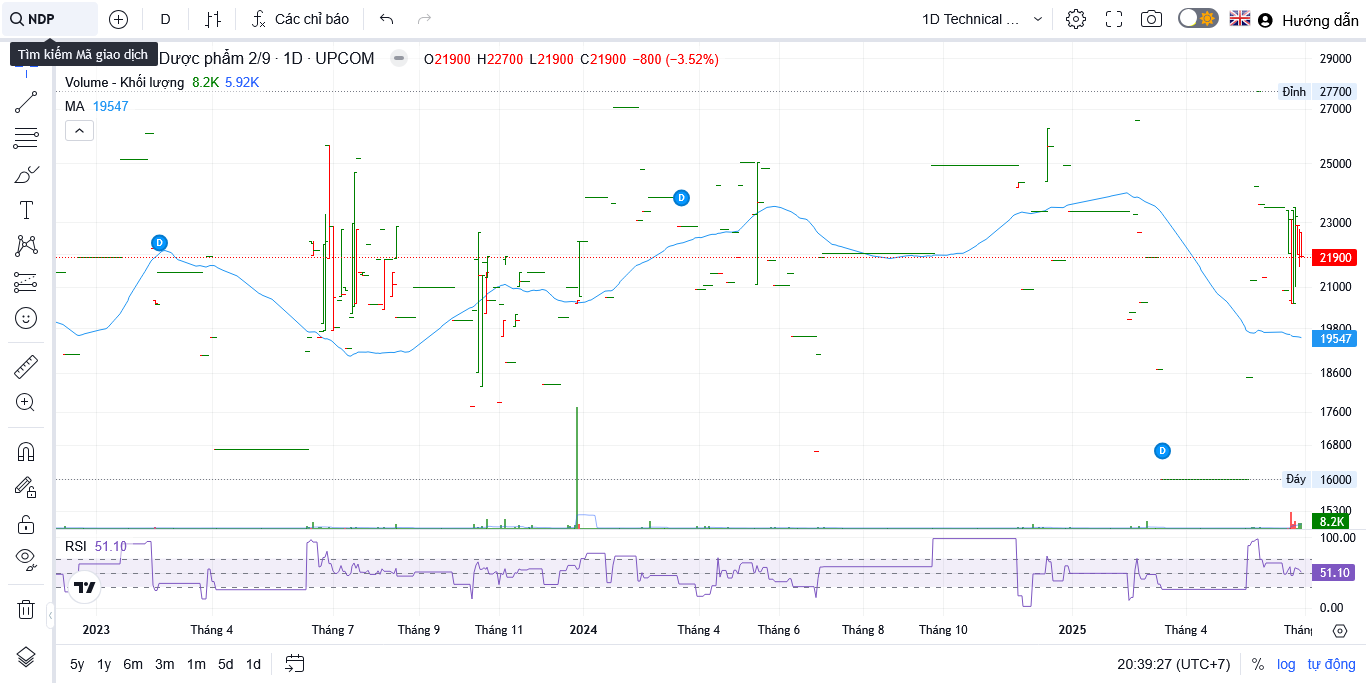 NDP
D
Các chỉ báo
1D Technical ...
Hướng dẫn
Tìm kiếm Mã giao dịch
Dược phẩm 2/9 · 1D · UPCOM
O21900 H22700 L21900 C21900 −800 (−3.52%)
Volume - Khối lượng 8.2K 5.92K
MA 19547
29000
Đỉnh 27700
27000
25000
D
23000
D
21900
21000
19800
19547
18600
17600
16800
D
Đáy 16000
15300
8.2K
RSI 51.10
100.00
51.10
0.00
2023 Tháng 4 Tháng 7 Tháng 9 Tháng 11 2024 Tháng 4 Tháng 6 Tháng 8 Tháng 10 2025 Tháng 4 Tháng
5y 1y 6m 3m 1m 5d 1d
20:39:27 (UTC+7) % log tự động